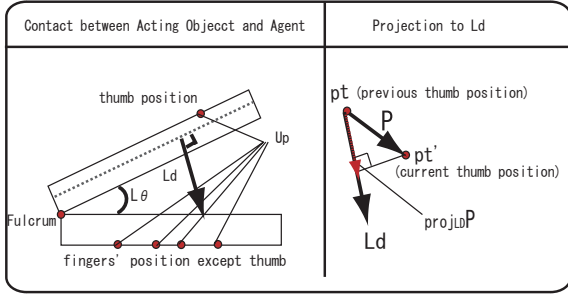 Contact between Acting Objecct and Agent
Projection to Ld
thumb position
Up
Ld
Lθ
Fulcrum
fingers' position except thumb
pt (previous thumb position)
P
pt'
(current thumb position)
projLDP
Ld